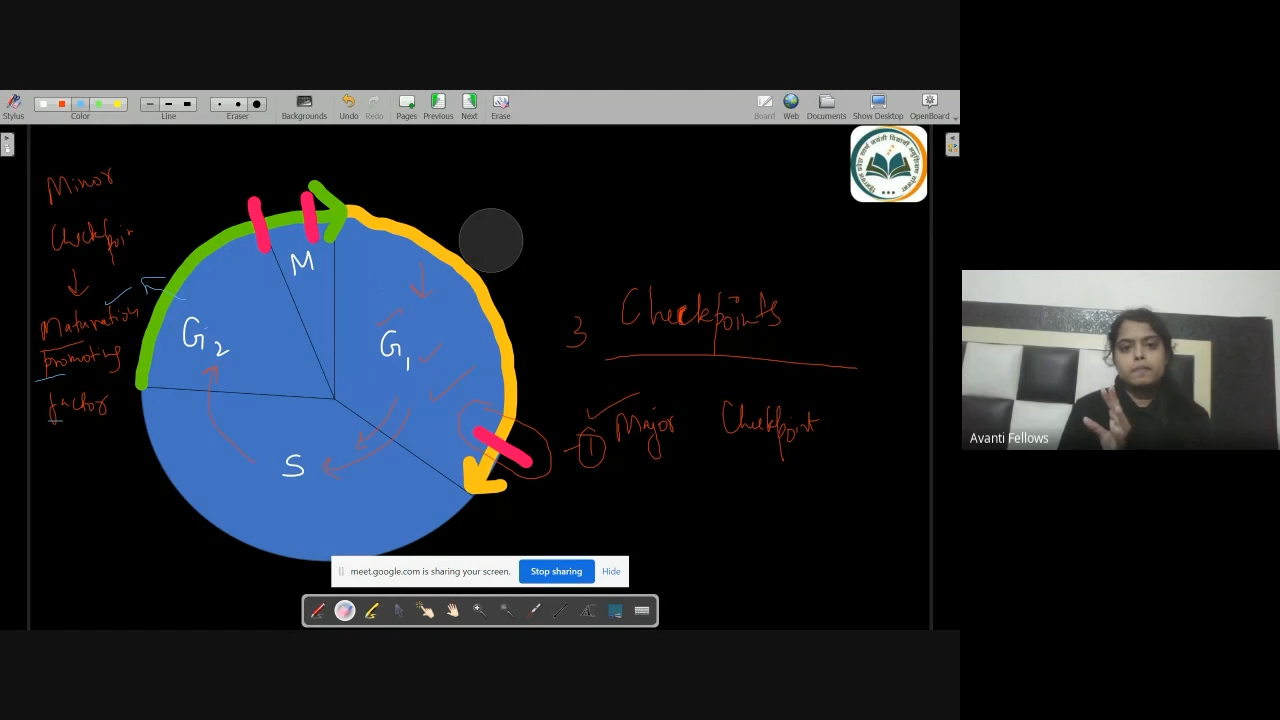 Stylus
Color
Line
Eraser
Backgrounds
Undo
Redo
Pages
Previous
Next
Erase
Board
Web
Documents
Show Desktop
OpenBoard
Minor
Checkpoin
Maturation
promoting
factor
M
G2
G1
S
3 Checkpoints
① Major Checkpoint
Avanti Fellows
meet.google.com is sharing your screen.
Stop sharing
Hide